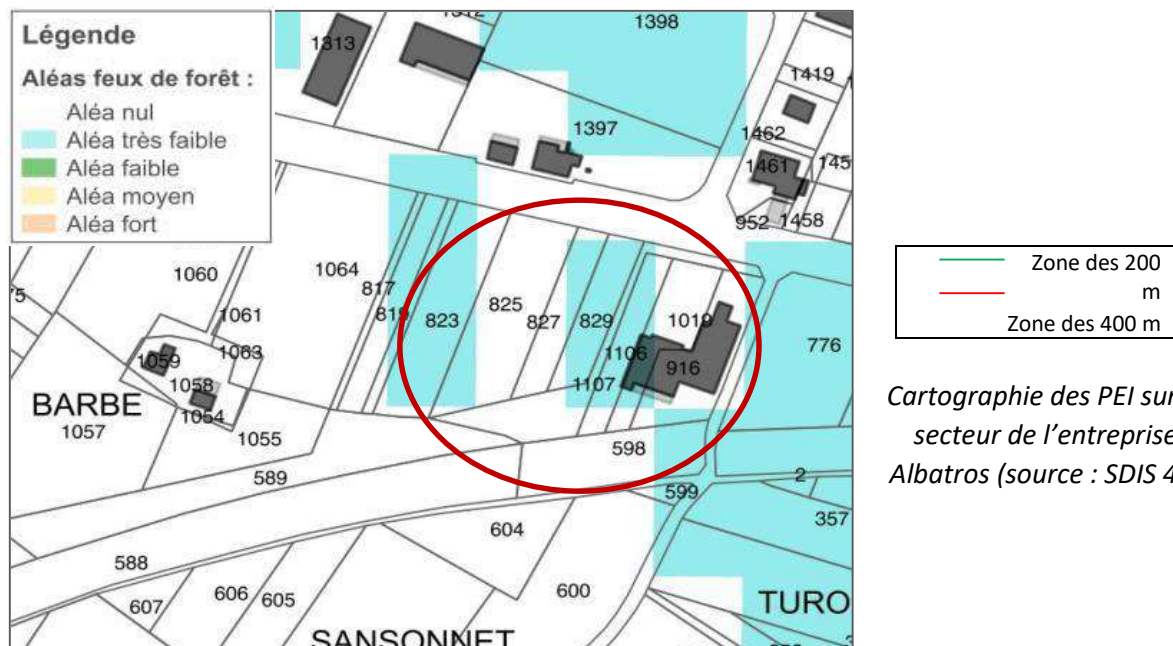 Légende
Aléas feux de forêt :
Aléa nul
Aléa très faible
Aléa faible
Aléa moyen
Aléa fort
1398
1313
1419
1397
1462
1461
952
1458
1060
1064
817
1061
819
823
825
827
829
1019
776
1063
1059
1106
916
1058
1107
BARBE
1054
1057
1055
598
589
2
599
357
604
588
606
605
600
607
TURO
SANSONNET
Zone des 200
m
Zone des 400 m
Cartographie des PEI sur
secteur de l’entreprise
Albatros (source : SDIS 4